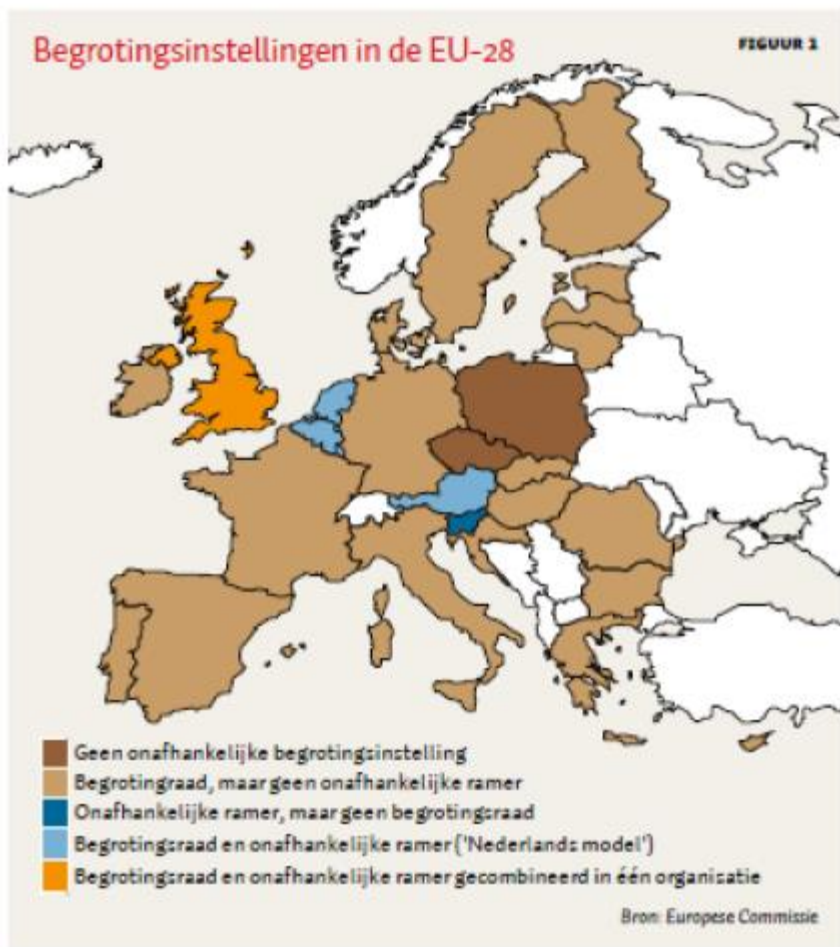 Begrotingsinstellingen in de EU-28
FIGUUR 1
Geen onafhankelijke begrotingsinstelling
Begrotingraad, maar geen onafhankelijke ramer
Onafhankelijke ramer, maar geen begrotingsraad
Begrotingsraad en onafhankelijke ramer ('Nederlands model')
Begrotingsraad en onafhankelijke ramer gecombineerd in één organisatie
Bron: Europese Commissie